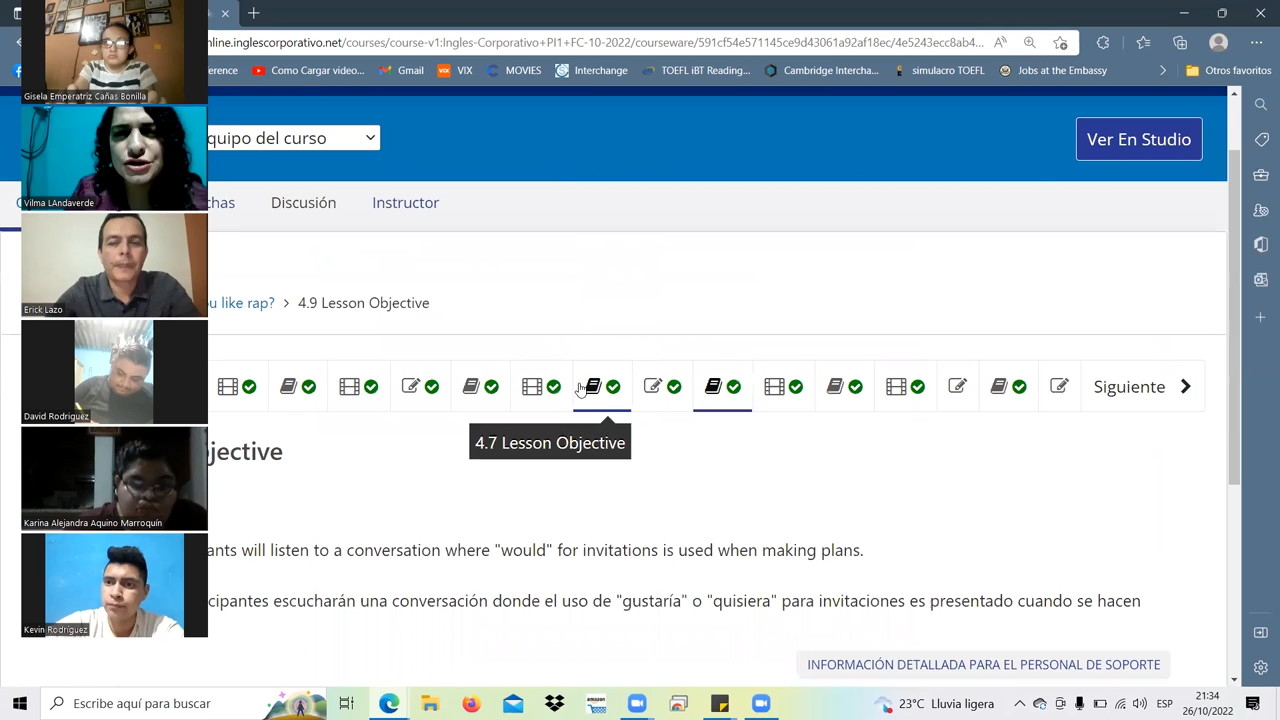 Gisela Emperatriz Cañas Bonilla
Vilma LAndaverde
Erick Lazo
David Rodriguez
Karina Alejandra Aquino Marroquín
Kevin Rodríguez
nline.inglescorporativo.net/courses/course-v1:Ingles-Corporativo+PI1+FC-10-2022/courseware/591cf54e571145ce9d43061a92af18ec/4e5243ecc8ab4...
ference
Como Cargar video...
Gmail
VIX
MOVIES
Interchange
TOEFL iBT Reading...
Cambridge Intercha...
simulacro TOEFL
Jobs at the Embassy
Otros favoritos
quipo del curso
Ver En Studio
chas
Discusión
Instructor
u like rap? > 4.9 Lesson Objective
Siguiente
4.7 Lesson Objective
jective
ants will listen to a conversation where "would" for invitations is used when making plans.
cipantes escucharán una conversación donde el uso de "gustaría" o "quisiera" para invitaciones es presentado cuando se hacen
INFORMACIÓN DETALLADA PARA EL PERSONAL DE SOPORTE
Escribe aquí para buscar
amazon
23°C Lluvia ligera
ESP
21:34
26/10/2022